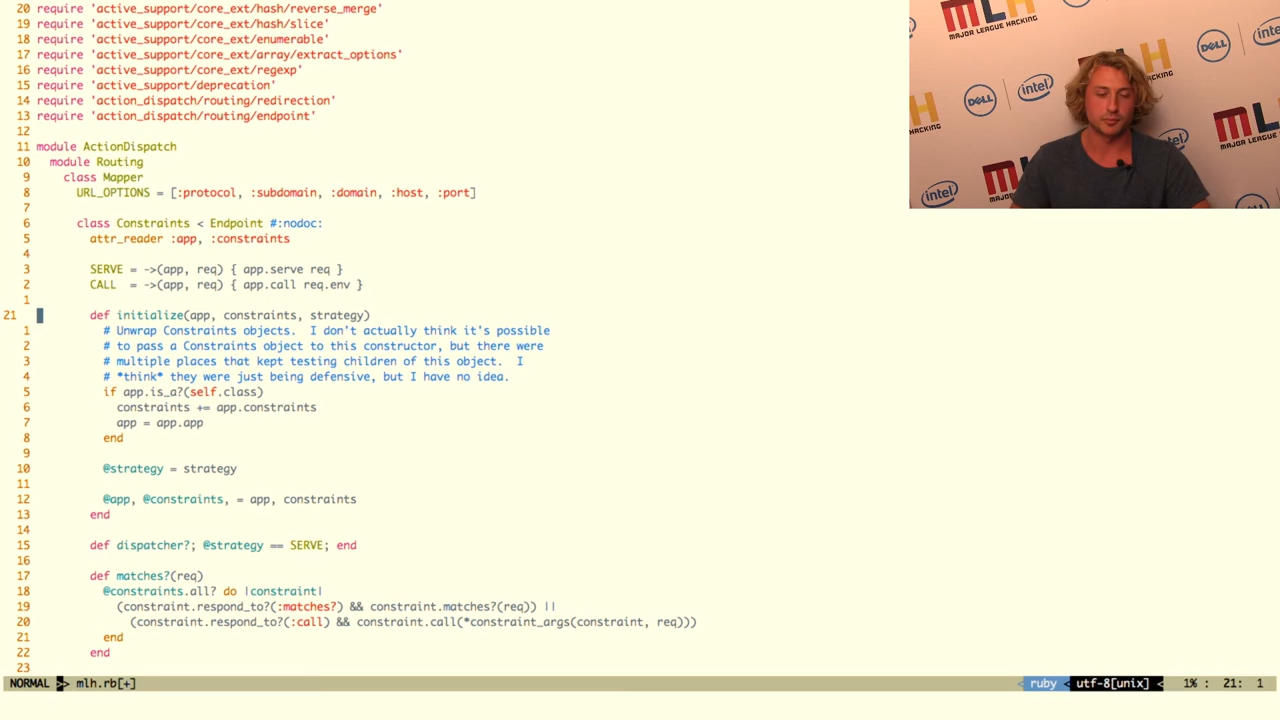 20 require 'active_support/core_ext/hash/reverse_merge'
19 require 'active_support/core_ext/hash/slice'
18 require 'active_support/core_ext/enumerable'
17 require 'active_support/core_ext/array/extract_options'
16 require 'active_support/core_ext/regexp'
15 require 'active_support/deprecation'
14 require 'action_dispatch/routing/redirection'
13 require 'action_dispatch/routing/endpoint'
12
11 module ActionDispatch
10 module Routing
9 class Mapper
8 URL_OPTIONS = [:protocol, :subdomain, :domain, :host, :port]
7
6 class Constraints < Endpoint #:nodoc:
5 attr_reader :app, :constraints
4
3 SERVE = ->(app, req) { app.serve req }
2 CALL  = ->(app, req) { app.call req.env }
1
21 def initialize(app, constraints, strategy)
1 # Unwrap Constraints objects.  I don't actually think it's possible
2 # to pass a Constraints object to this constructor, but there were
3 # multiple places that kept testing children of this object.  I
4 # *think* they were just being defensive, but I have no idea.
5 if app.is_a?(self.class)
6 constraints += app.constraints
7 app = app.app
8 end
9
10 @strategy = strategy
11
12 @app, @constraints, = app, constraints
13 end
14
15 def dispatcher?; @strategy == SERVE; end
16
17 def matches?(req)
18 @constraints.all? do |constraint|
19 (constraint.respond_to?(:matches?) && constraint.matches?(req)) ||
20 (constraint.respond_to?(:call) && constraint.call(*constraint_args(constraint, req)))
21 end
22 end
23
NORMAL >> mlh.rb[+] < ruby < utf-8[unix] < 1% : 21: 1
MLH
MAJOR LEAGUE HACKING
DELL
intel
HACKING
DELL
intel
HACKING
MAJOR LEAGUE
intel